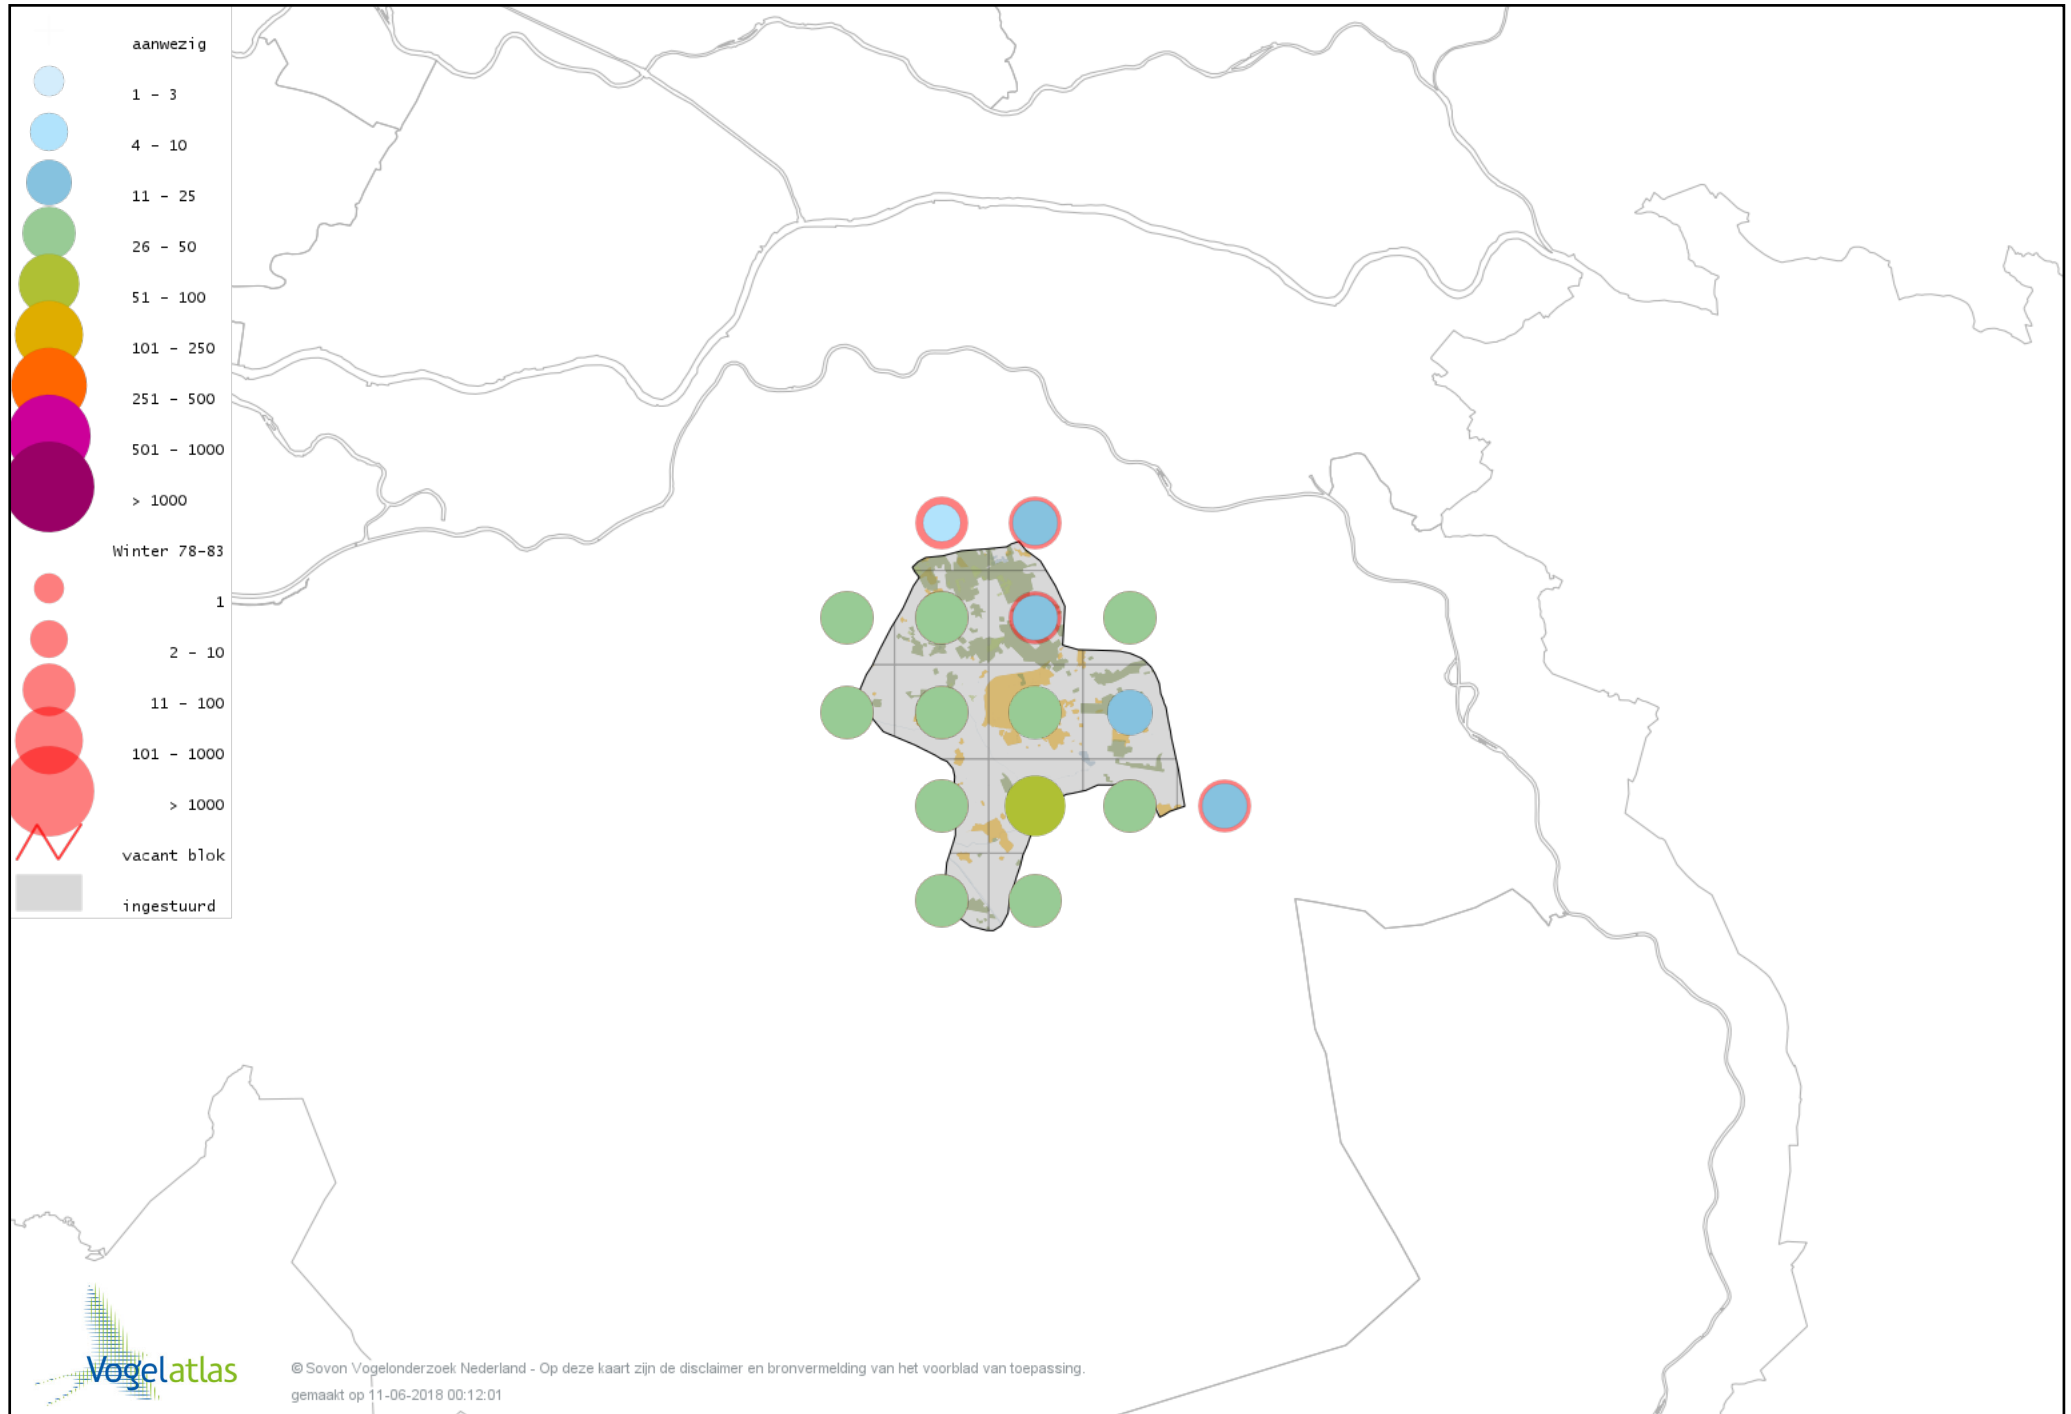 aanwezig
1 - 3
4 - 10
11 - 25
26 - 50
51 - 100
101 - 250
251 - 500
501 - 1000
> 1000
Winter 78-83
1
2 - 10
11 - 100
101 - 1000
> 1000
vacant blok
ingestuurd
Vogelatlas
© Sovon Vogelonderzoek Nederland - Op deze kaart zijn de disclaimer en bronvermelding van het voorblad van toepassing.
gemaakt op 11-06-2018 00:12:01